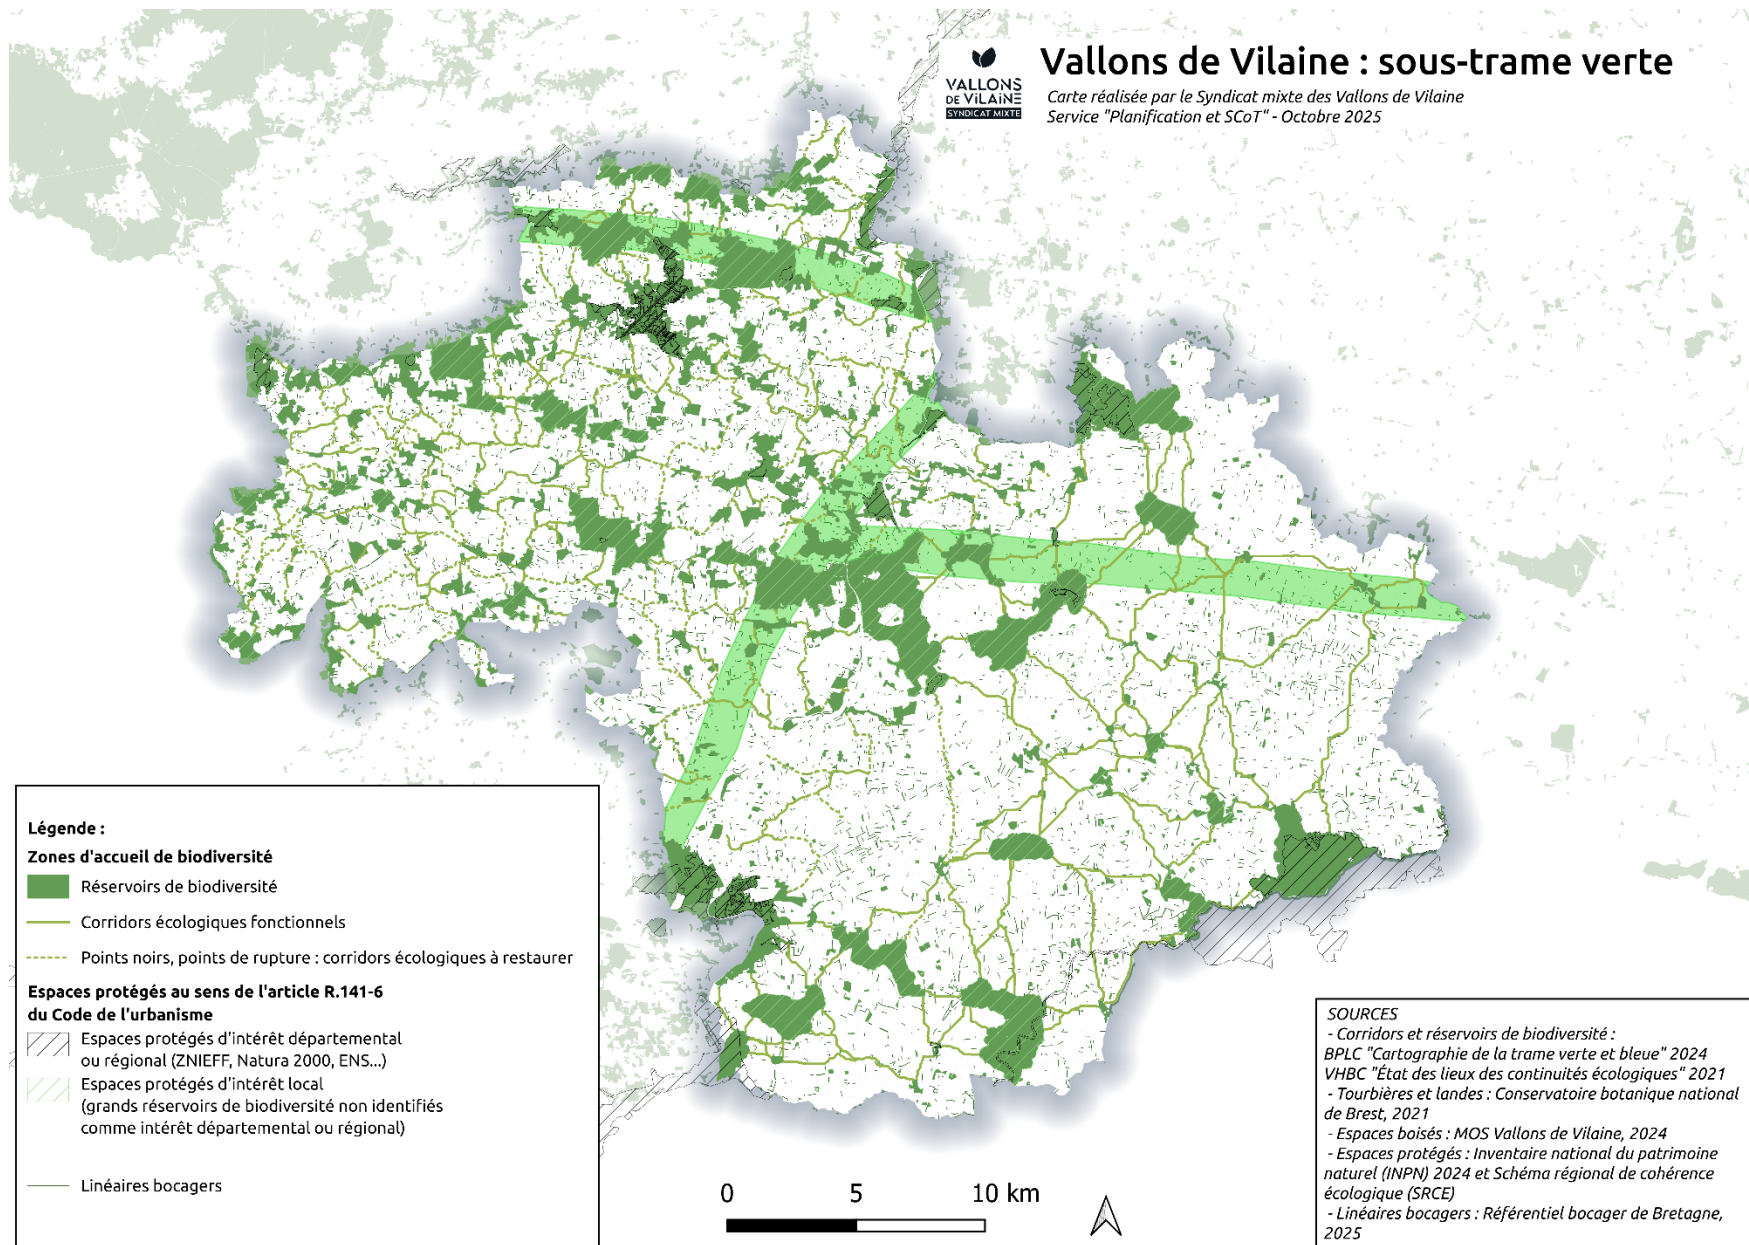 VALLONS
DE VILAINE
SYNDICAT MIXTE
Vallons de Vilaine : sous-trame verte
Carte réalisée par le Syndicat mixte des Vallons de Vilaine
Service "Planification et SCoT" - Octobre 2025
Légende :
Zones d'accueil de biodiversité
Réservoirs de biodiversité
Corridors écologiques fonctionnels
Points noirs, points de rupture : corridors écologiques à restaurer
Espaces protégés au sens de l'article R.141-6
du Code de l'urbanisme
Espaces protégés d'intérêt départemental
ou régional (ZNIEFF, Natura 2000, ENS...)
Espaces protégés d'intérêt local
(grands réservoirs de biodiversité non identifiés
comme intérêt départemental ou régional)
Linéaires bocagers
0 5 10 km
SOURCES
- Corridors et réservoirs de biodiversité :
BPLC "Cartographie de la trame verte et bleue" 2024
VHBC "État des lieux des continuités écologiques" 2021
- Tourbières et landes : Conservatoire botanique national
de Brest, 2021
- Espaces boisés : MOS Vallons de Vilaine, 2024
- Espaces protégés : Inventaire national du patrimoine
naturel (INPN) 2024 et Schéma régional de cohérence
écologique (SRCE)
- Linéaires bocagers : Référentiel bocager de Bretagne,
2025